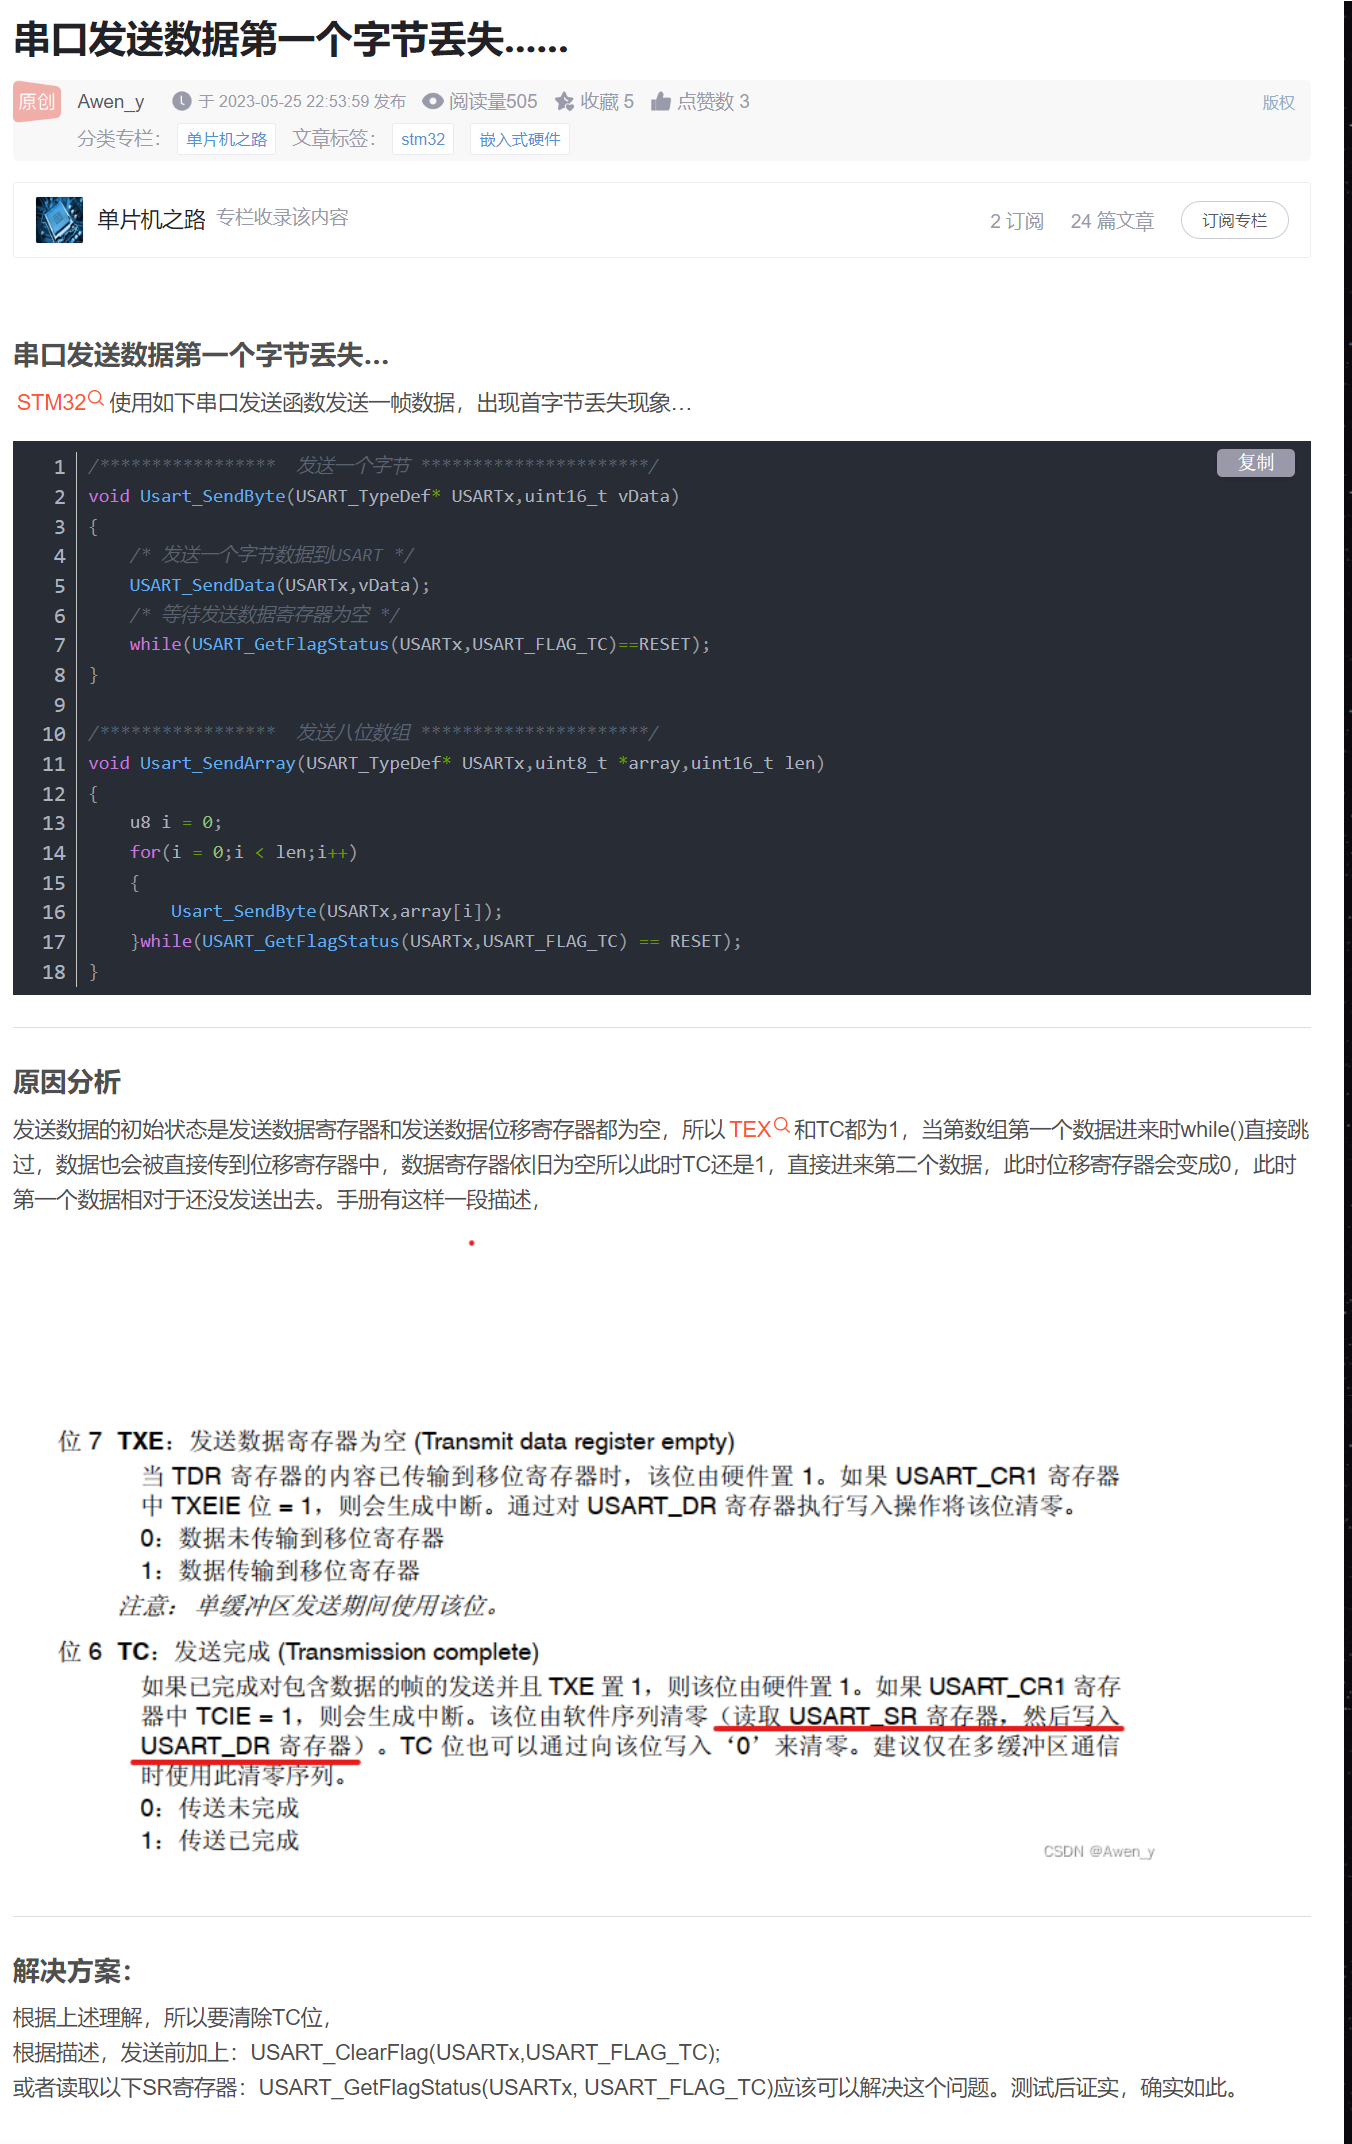 串口发送数据第一个字节丢失......
原创 Awen_y 于 2023-05-25 22:53:59 发布 阅读量505 收藏 5 点赞数 3 版权
分类专栏： 单片机之路 文章标签： stm32 嵌入式硬件
单片机之路 专栏收录该内容 2 订阅 24 篇文章 订阅专栏
串口发送数据第一个字节丢失...
STM32 使用如下串口发送函数发送一帧数据，出现首字节丢失现象...
复制
1 /***************** 发送一个字节 **********************/
2 void Usart_SendByte(USART_TypeDef* USARTx,uint16_t vData)
3 {
4 /* 发送一个字节数据到USART */
5 USART_SendData(USARTx,vData);
6 /* 等待发送数据寄存器为空 */
7 while(USART_GetFlagStatus(USARTx,USART_FLAG_TC)==RESET);
8 }
9
10 /***************** 发送八位数组 **********************/
11 void Usart_SendArray(USART_TypeDef* USARTx,uint8_t *array,uint16_t len)
12 {
13 u8 i = 0;
14 for(i = 0;i < len;i++)
15 {
16 Usart_SendByte(USARTx,array[i]);
17 }while(USART_GetFlagStatus(USARTx,USART_FLAG_TC) == RESET);
18 }
原因分析
发送数据的初始状态是发送数据寄存器和发送数据位移寄存器都为空，所以 TEX 和TC都为1，当第数组第一个数据进来时while()直接跳
过，数据也会被直接传到位移寄存器中，数据寄存器依旧为空所以此时TC还是1，直接进来第二个数据，此时位移寄存器会变成0，此时
第一个数据相对于还没发送出去。手册有这样一段描述，
位 7 TXE：发送数据寄存器为空 (Transmit data register empty)
当 TDR 寄存器的内容已传输到移位寄存器时，该位由硬件置 1。如果 USART_CR1 寄存器
中 TXEIE 位 = 1，则会生成中断。通过对 USART_DR 寄存器执行写入操作将该位清零。
0：数据未传输到移位寄存器
1：数据传输到移位寄存器
注意： 单缓冲区发送期间使用该位。
位 6 TC：发送完成 (Transmission complete)
如果已完成对包含数据的帧的发送并且 TXE 置 1，则该位由硬件置 1。如果 USART_CR1 寄存
器中 TCIE = 1，则会生成中断。该位由软件序列清零（读取 USART_SR 寄存器，然后写入
USART_DR 寄存器）。TC 位也可以通过向该位写入‘0’来清零。建议仅在多缓冲区通信
时使用此清零序列。
0：传送未完成
1：传送已完成
CSDN @Awen_y
解决方案：
根据上述理解，所以要清除TC位，
根据描述，发送前加上：USART_ClearFlag(USARTx,USART_FLAG_TC);
或者读取以下SR寄存器：USART_GetFlagStatus(USARTx, USART_FLAG_TC)应该可以解决这个问题。测试后证实，确实如此。